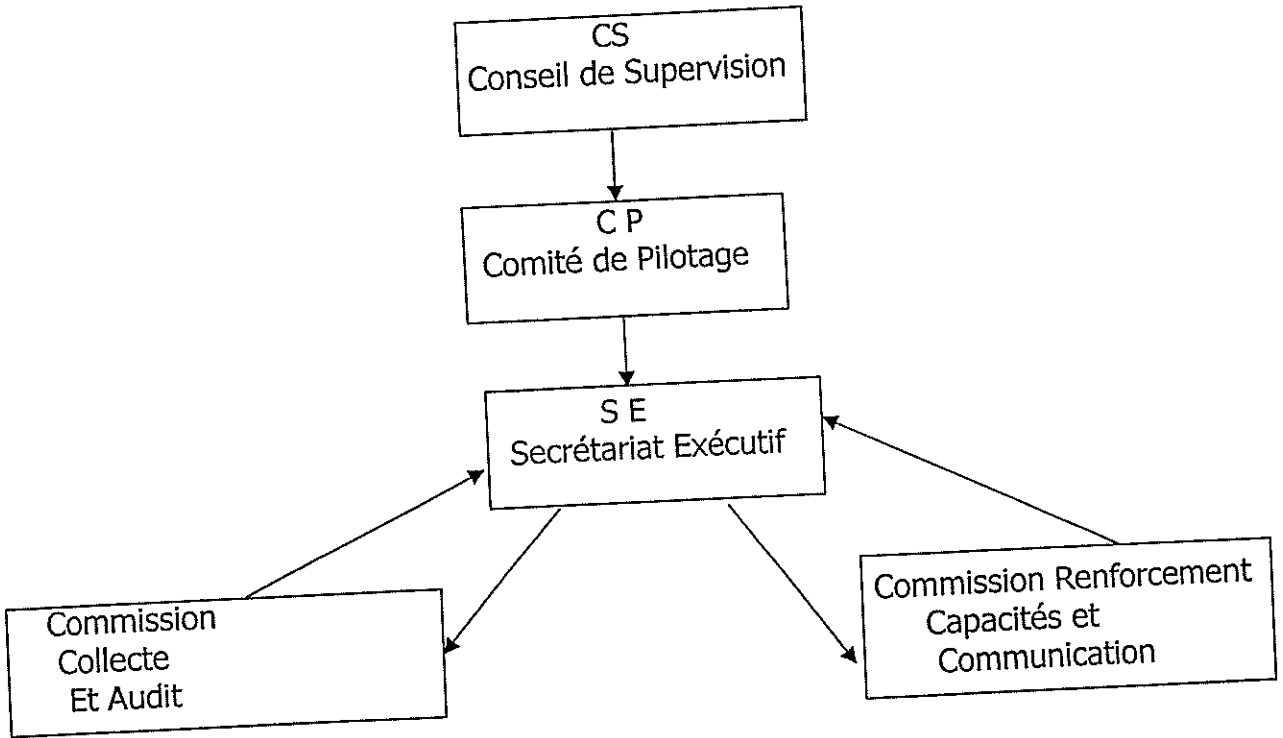 CS
Conseil de Supervision
C P
Comité de Pilotage
S E
Secrétariat Exécutif
Commission
Collecte
Et Audit
Commission Renforcement
Capacités et
Communication